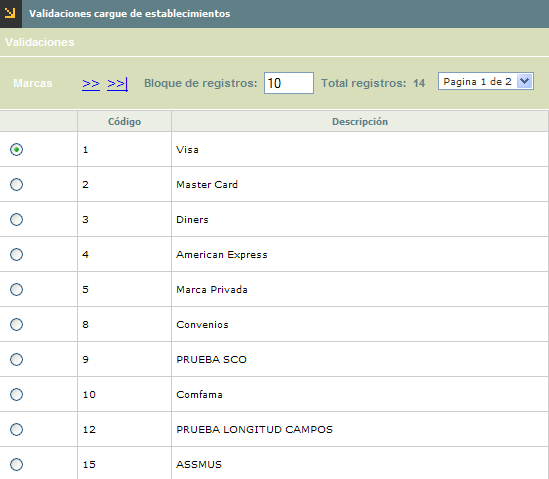 Validaciones cargue de establecimientos
Validaciones
Marcas >> >>| Bloque de registros: 10 Total registros: 14 Pagina 1 de 2
Código Descripción
1 Visa
2 Master Card
3 Diners
4 American Express
5 Marca Privada
8 Convenios
9 PRUEBA SCO
10 Comfama
12 PRUEBA LONGITUD CAMPOS
15 ASSMUS